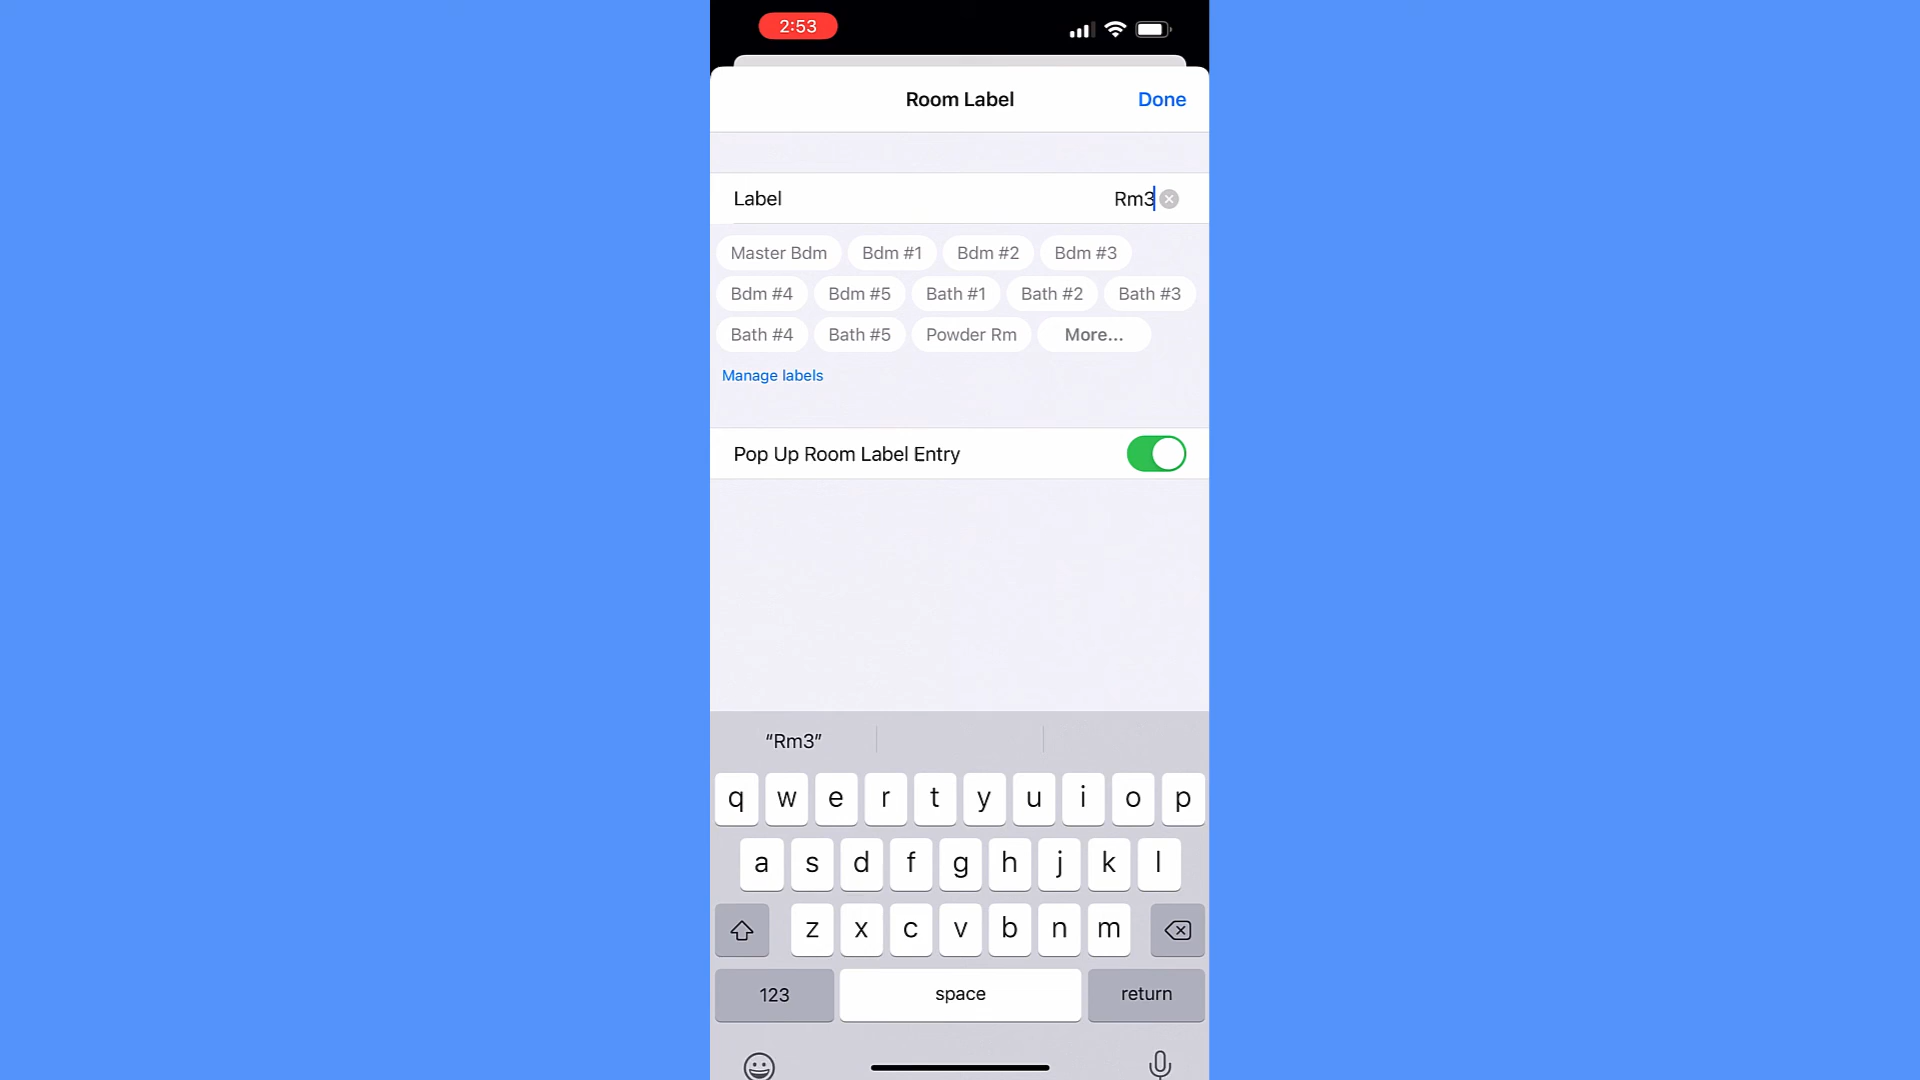 2:53
Room Label Done
Label Rm3
Master Bdm Bdm #1 Bdm #2 Bdm #3
Bdm #4 Bdm #5 Bath #1 Bath #2 Bath #3
Bath #4 Bath #5 Powder Rm More...
Manage labels
Pop Up Room Label Entry
“Rm3”
q w e r t y u i o p
a s d f g h j k l
z x c v b n m
123 space return